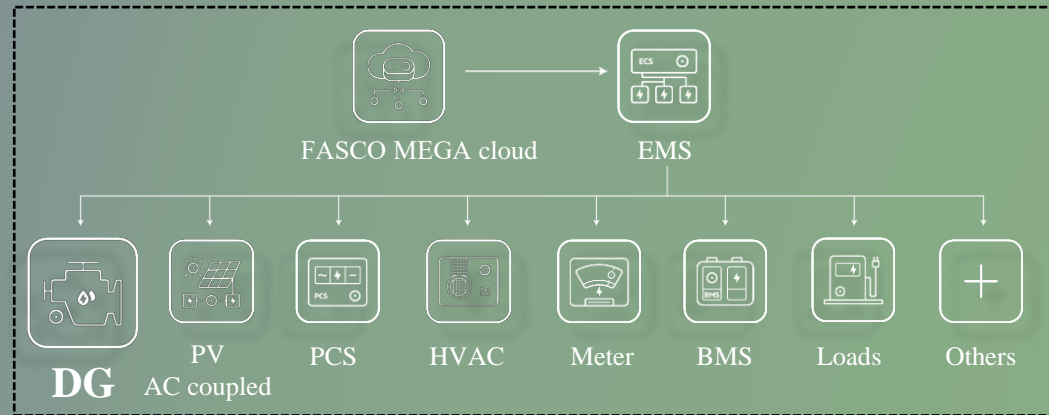 ECS
FASCO MEGA cloud
EMS
PCS
BMS
DG
PV
AC coupled
PCS
HVAC
Meter
BMS
Loads
Others